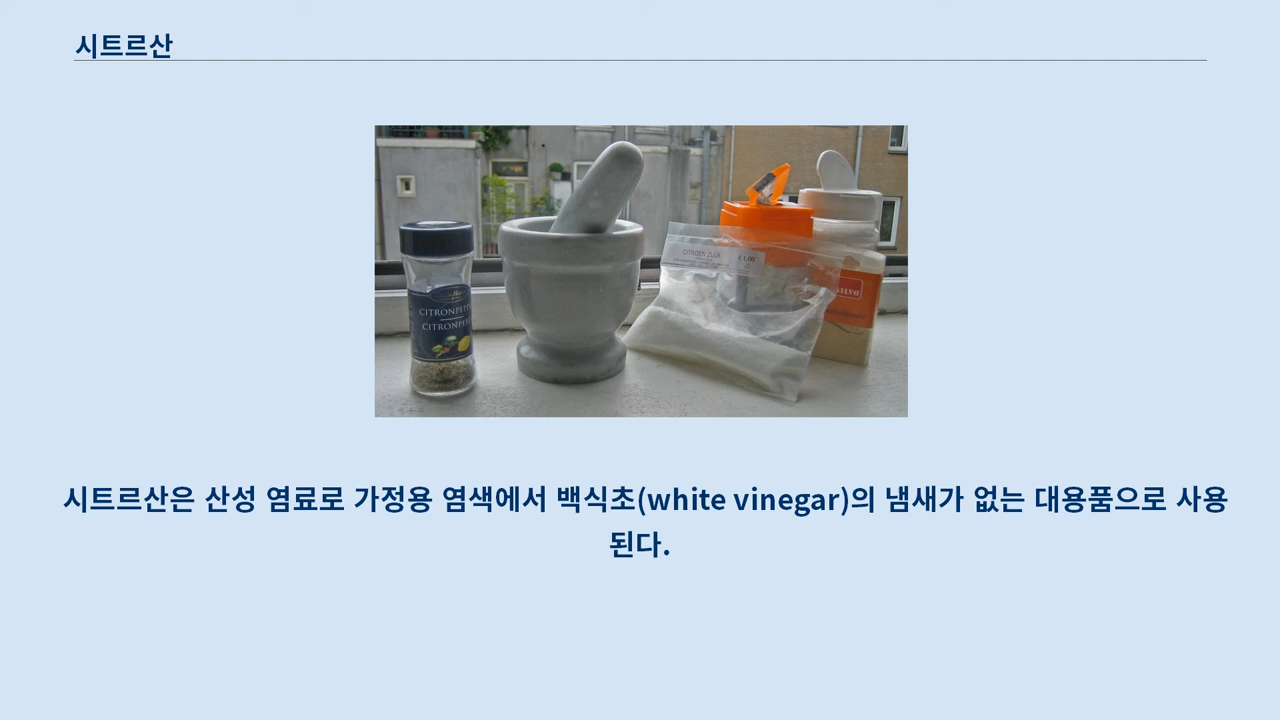 시트르산
CITROEN ZUUR
€ 1.00
시트르산은 산성 염료로 가정용 염색에서 백식초(white vinegar)의 냄새가 없는 대용품으로 사용
된다.